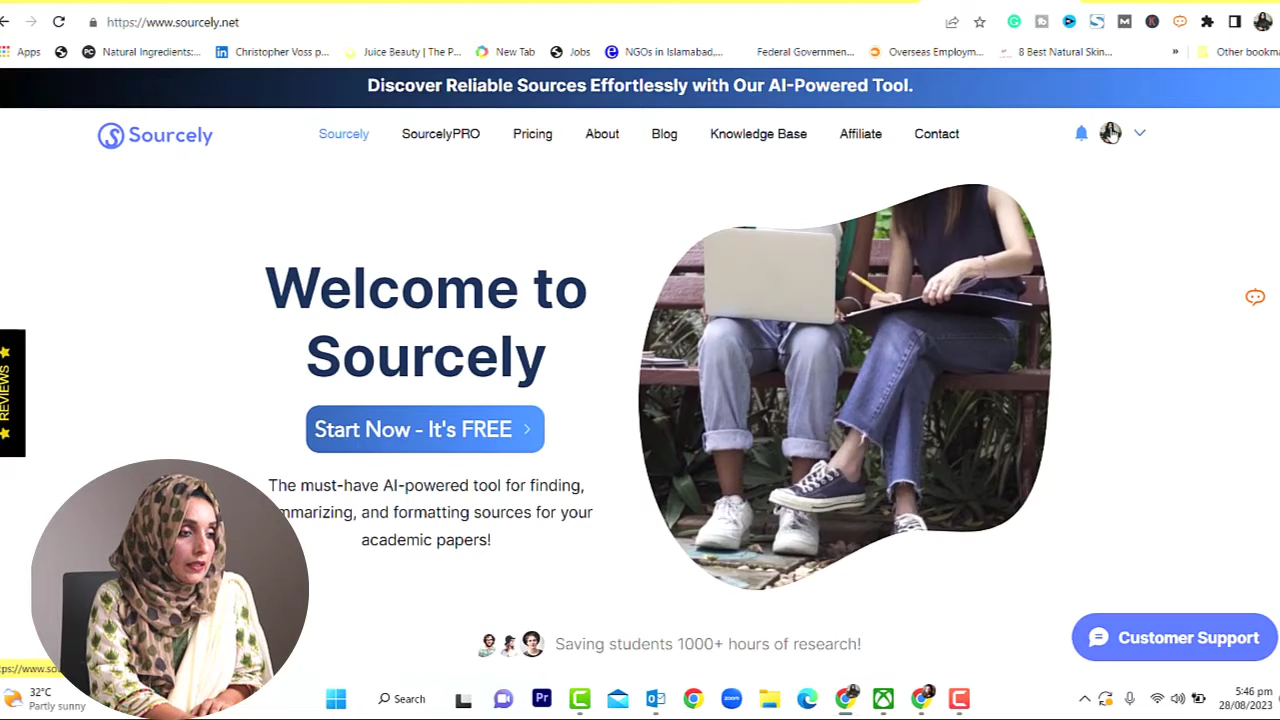 https://www.sourcely.net
Apps
Natural Ingredients:...
Christopher Voss p...
Juice Beauty | The P...
New Tab
Jobs
NGOs in Islamabad,...
Federal Governmen...
Overseas Employm...
8 Best Natural Skin...
»
Other bookma
Discover Reliable Sources Effortlessly with Our AI-Powered Tool.
Sourcely
Sourcely
SourcelyPRO
Pricing
About
Blog
Knowledge Base
Affiliate
Contact
Welcome to
Sourcely
Start Now - It's FREE
REVIEWS
The must-have AI-powered tool for finding,
mmarizing, and formatting sources for your
academic papers!
Saving students 1000+ hours of research!
Customer Support
32°C
Partly sunny
Search
Pr
zoom
5:46 pm
28/08/2023